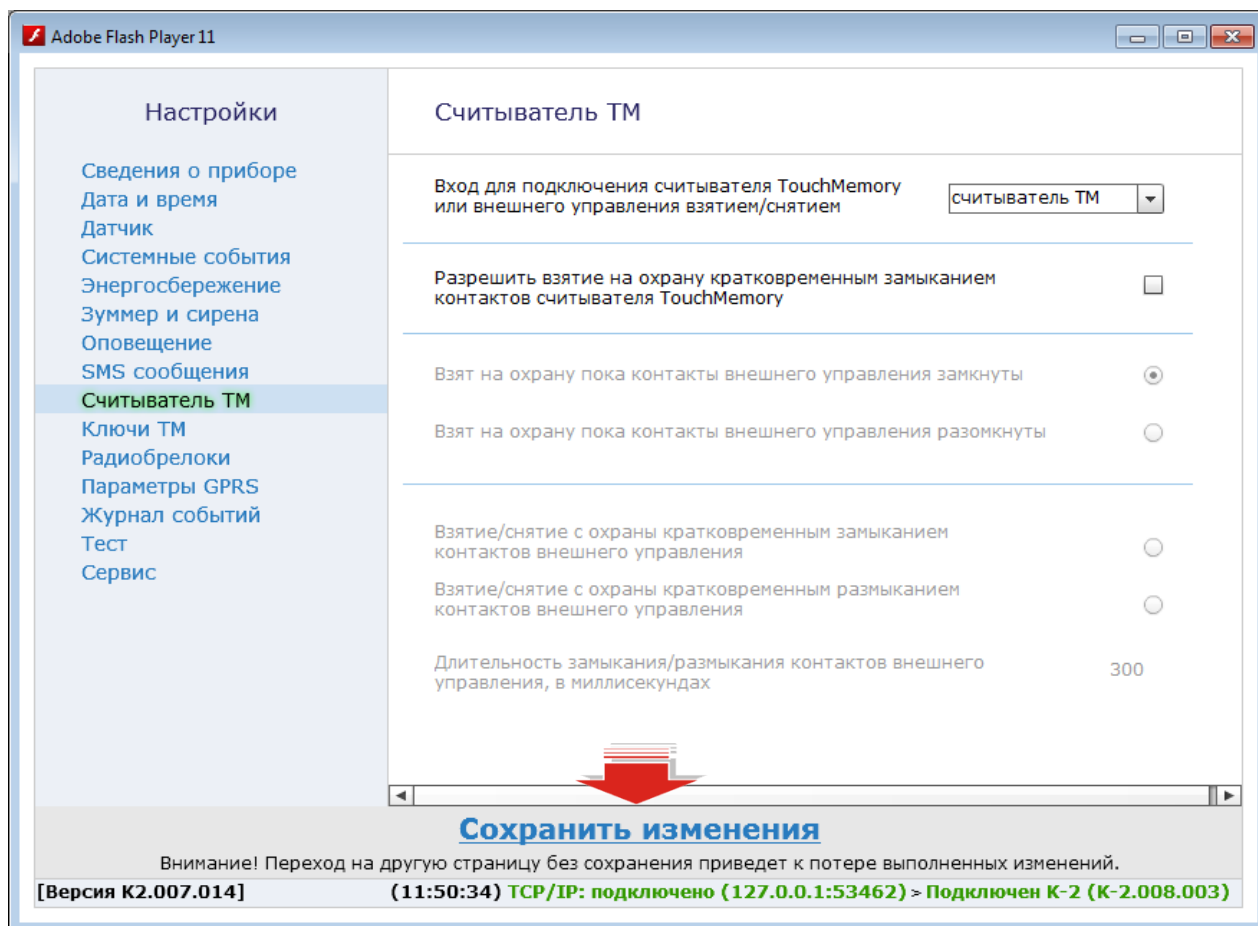 Adobe Flash Player 11
Настройки
Сведения о приборе
Дата и время
Датчик
Системные события
Энергосбережение
Зуммер и сирена
Оповещение
SMS сообщения
Считыватель ТМ
Ключи ТМ
Радиобрелоки
Параметры GPRS
Журнал событий
Тест
Сервис
Считыватель ТМ
Вход для подключения считывателя TouchMemory
или внешнего управления взятием/снятием
считыватель ТМ
Разрешить взятие на охрану кратковременным замыканием
контактов считывателя TouchMemory
Взят на охрану пока контакты внешнего управления замкнуты
Взят на охрану пока контакты внешнего управления разомкнуты
Взятие/снятие с охраны кратковременным замыканием
контактов внешнего управления
Взятие/снятие с охраны кратковременным размыканием
контактов внешнего управления
Длительность замыкания/размыкания контактов внешнего
управления, в миллисекундах
300
Сохранить изменения
Внимание! Переход на другую страницу без сохранения приведет к потере выполненных изменений.
[Версия K2.007.014] (11:50:34) TCP/IP: подключено (127.0.0.1:53462) > Подключен К-2 (K-2.008.003)